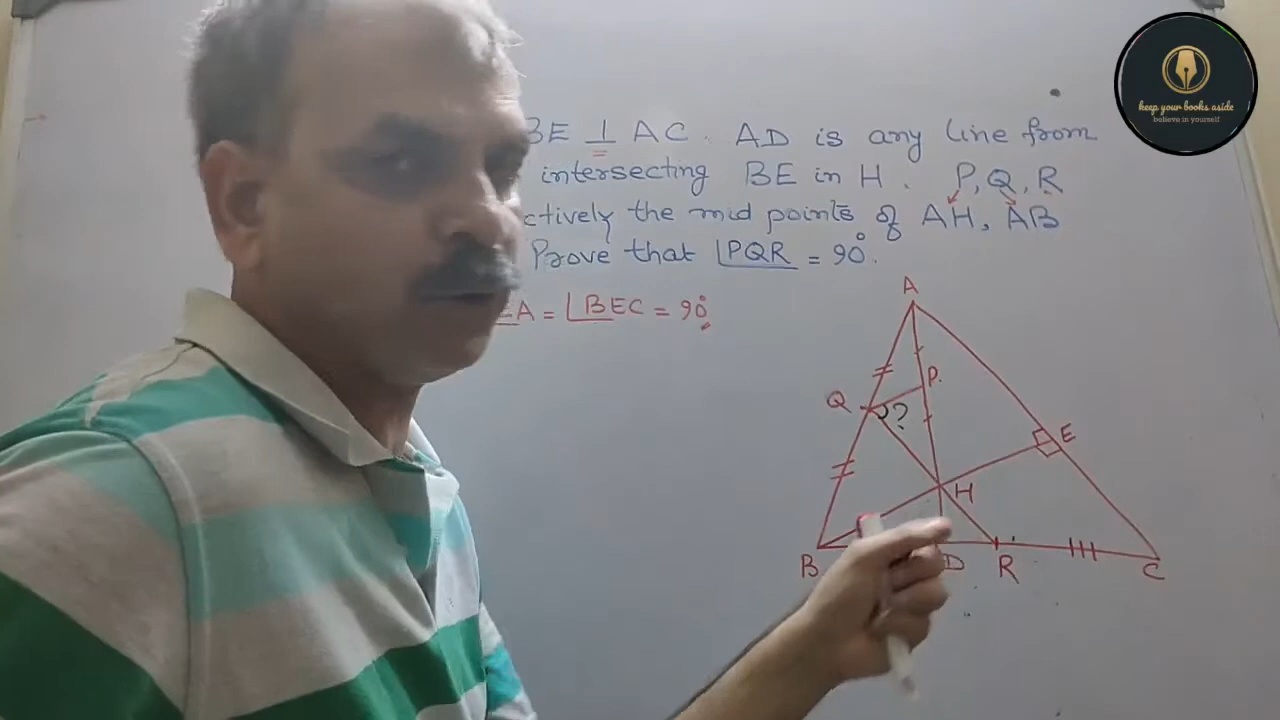 BE ⊥ AC. AD is any line from
intersecting BE in H. P, Q, R
ctively the mid points of AH, AB
Prove that ∠PQR = 90°.
EA = ∠BEC = 90°
A
P.
Q
?
E
H
B
D
R
C
keep your books aside
believe in yourself